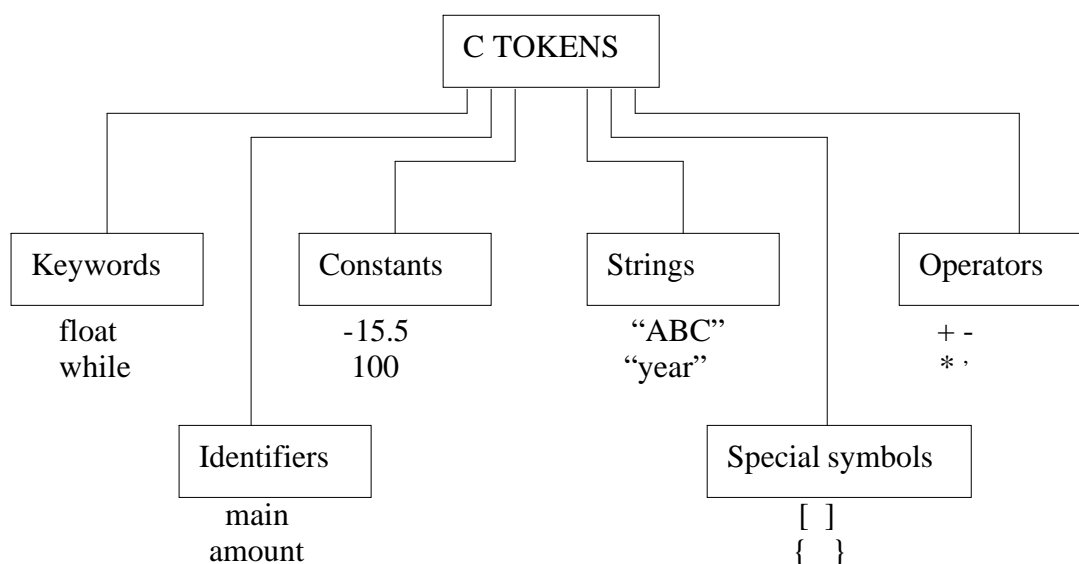 C TOKENS
Keywords
Constants
Strings
Operators
float
-15.5
“ABC”
+ -
while
100
“year”
* ,
Identifiers
Special symbols
main
[ ]
amount
{ }